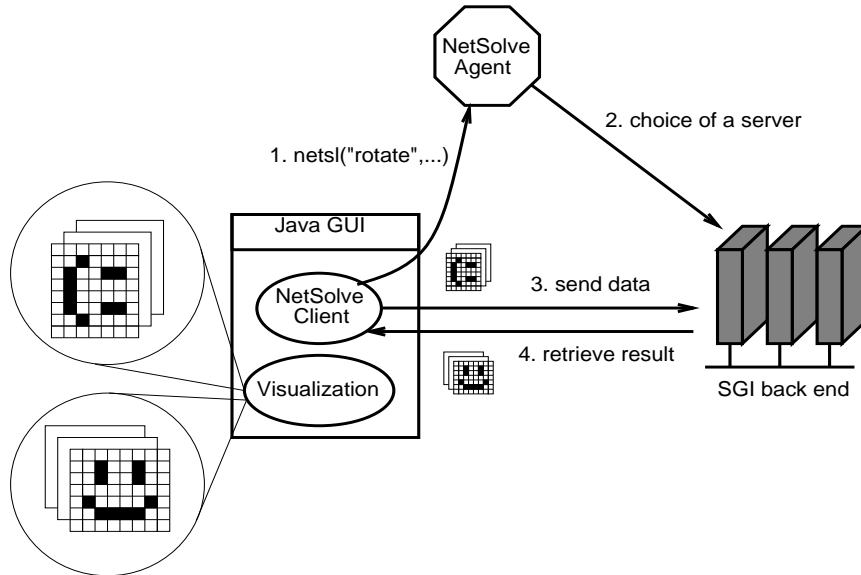 NetSolve
Agent
2. choice of a server
1. netsl("rotate",...)
Java GUI
NetSolve
Client
3. send data
4. retrieve result
Visualization
SGI back end